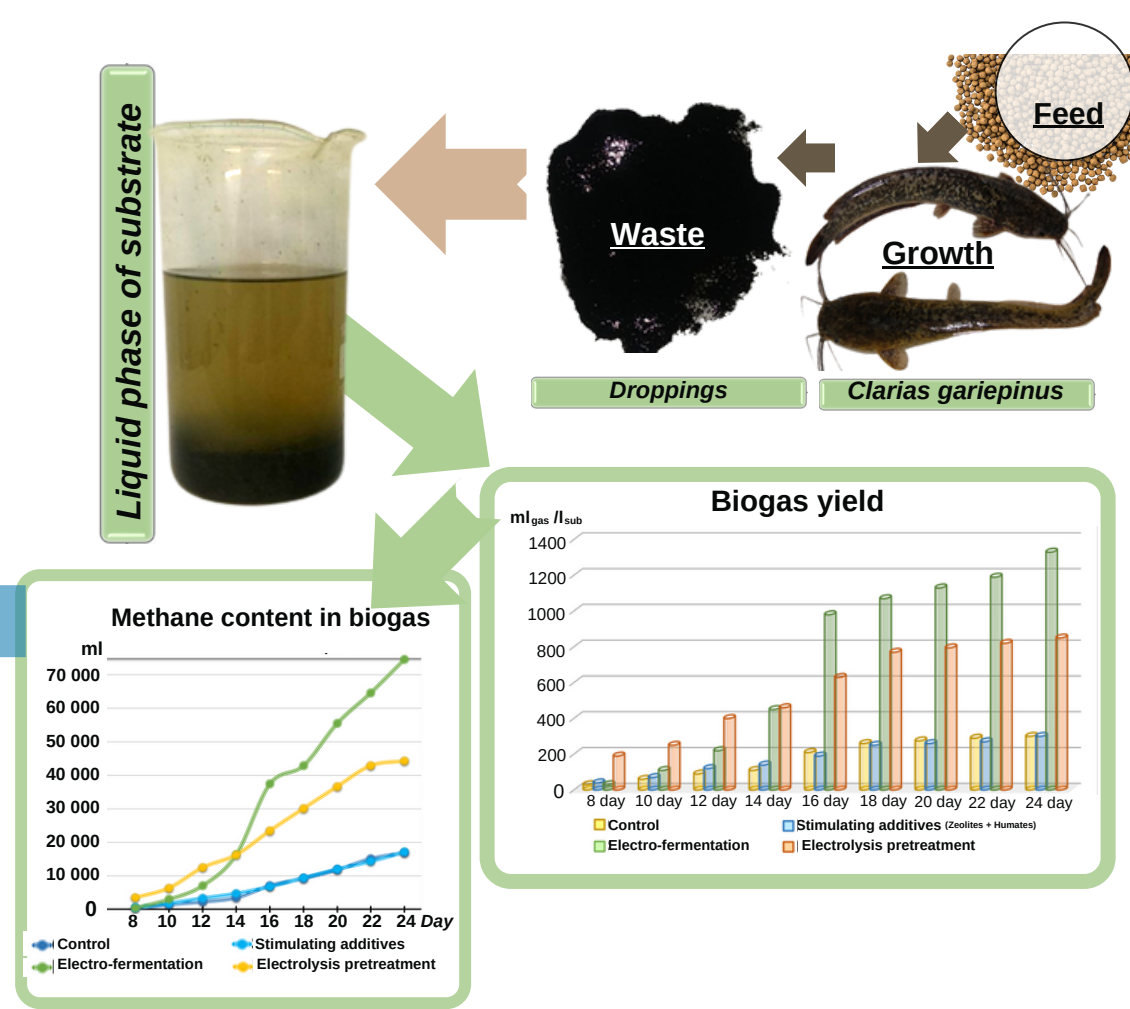 Feed
Growth
Waste
Liquid phase of substrate
Droppings
Clarias gariepinus
Biogas yield
ml gas /l sub
1400
1200
1000
800
600
400
200
0
8 day 10 day 12 day 14 day 16 day 18 day 20 day 22 day 24 day
Control
Stimulating additives (Zeolites + Humates)
Electro-fermentation
Electrolysis pretreatment
Methane content in biogas
ml
70 000
60 000
50 000
40 000
30 000
20 000
10 000
0
8 10 12 14 16 18 20 22 24 Day
Control
Stimulating additives
Electro-fermentation
Electrolysis pretreatment